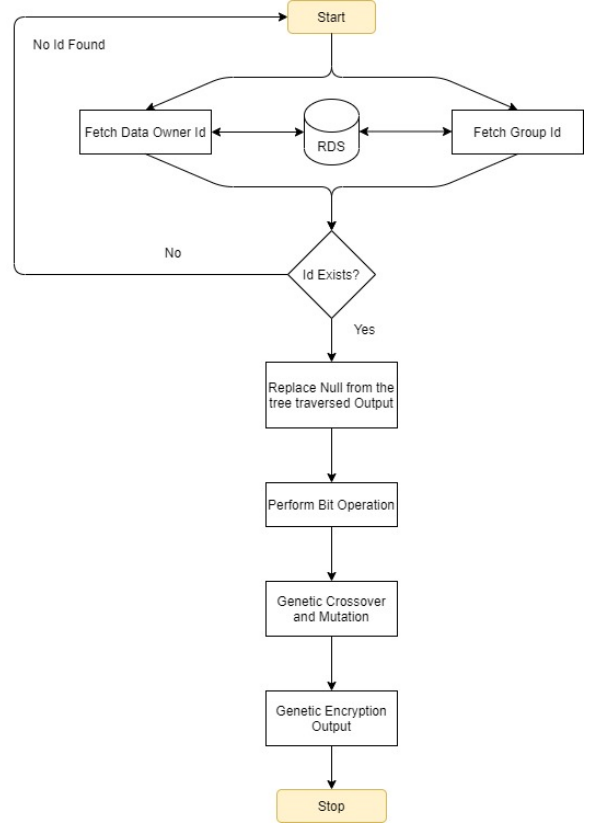 Start
No Id Found
Fetch Data Owner Id
RDS
Fetch Group Id
No
Id Exists?
Yes
Replace Null from the
tree traversed Output
Perform Bit Operation
Genetic Crossover
and Mutation
Genetic Encryption
Output
Stop